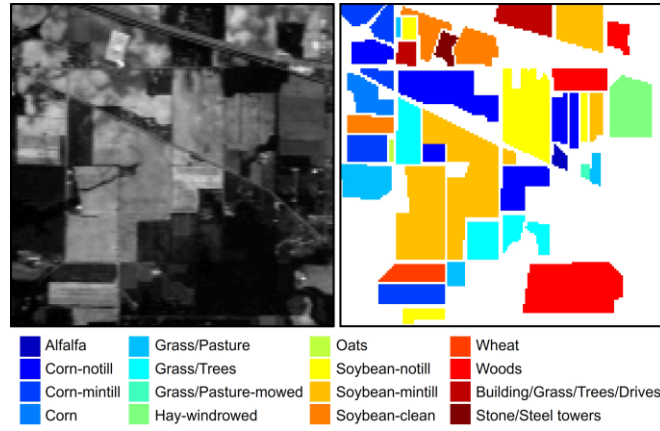 Alfalfa
Grass/Pasture
Oats
Wheat
Corn-notill
Grass/Trees
Soybean-notill
Woods
Corn-mintill
Grass/Pasture-mowed
Soybean-mintill
Building/Grass/Trees/Drives
Corn
Hay-windrowed
Soybean-clean
Stone/Steel towers